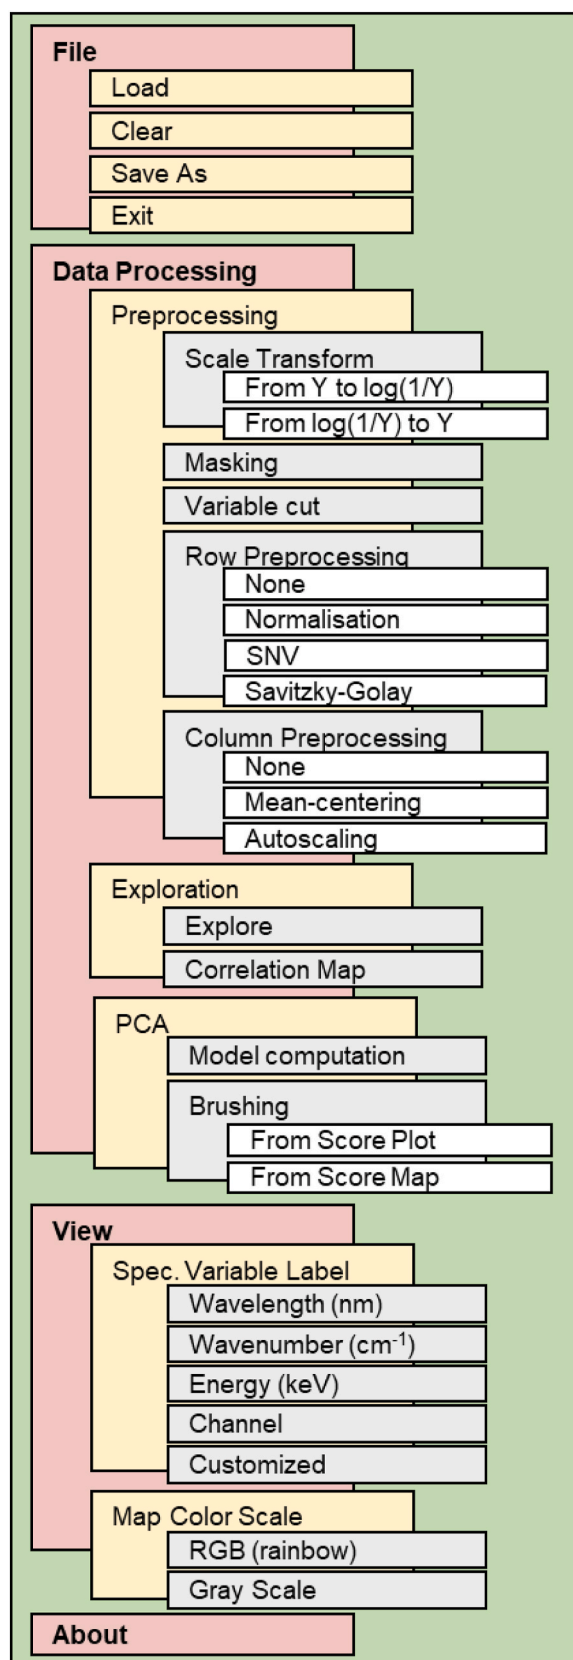 File
Load
Clear
Save As
Exit
Data Processing
Preprocessing
Scale Transform
From Y to log(1/Y)
From log(1/Y) to Y
Masking
Variable cut
Row Preprocessing
None
Normalisation
SNV
Savitzky-Golay
Column Preprocessing
None
Mean-centering
Autoscaling
Exploration
Explore
Correlation Map
PCA
Model computation
Brushing
From Score Plot
From Score Map
View
Spec. Variable Label
Wavelength (nm)
Wavenumber (cm⁻¹)
Energy (keV)
Channel
Customized
Map Color Scale
RGB (rainbow)
Gray Scale
About